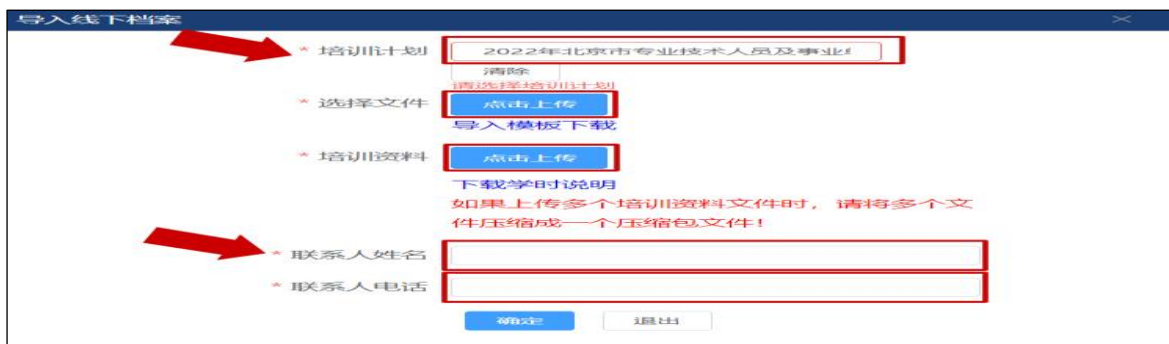 导入线下档案
* 培训计划 2022年北京市专业技术人员及事业
清除
请选择培训计划
* 选择文件 点击上传
导入模板下载
* 培训资料 点击上传
下载学时说明
如果上传多个培训资料文件时，请将多个文
件压缩成一个压缩包文件！
* 联系人姓名
* 联系人电话
确定 退出